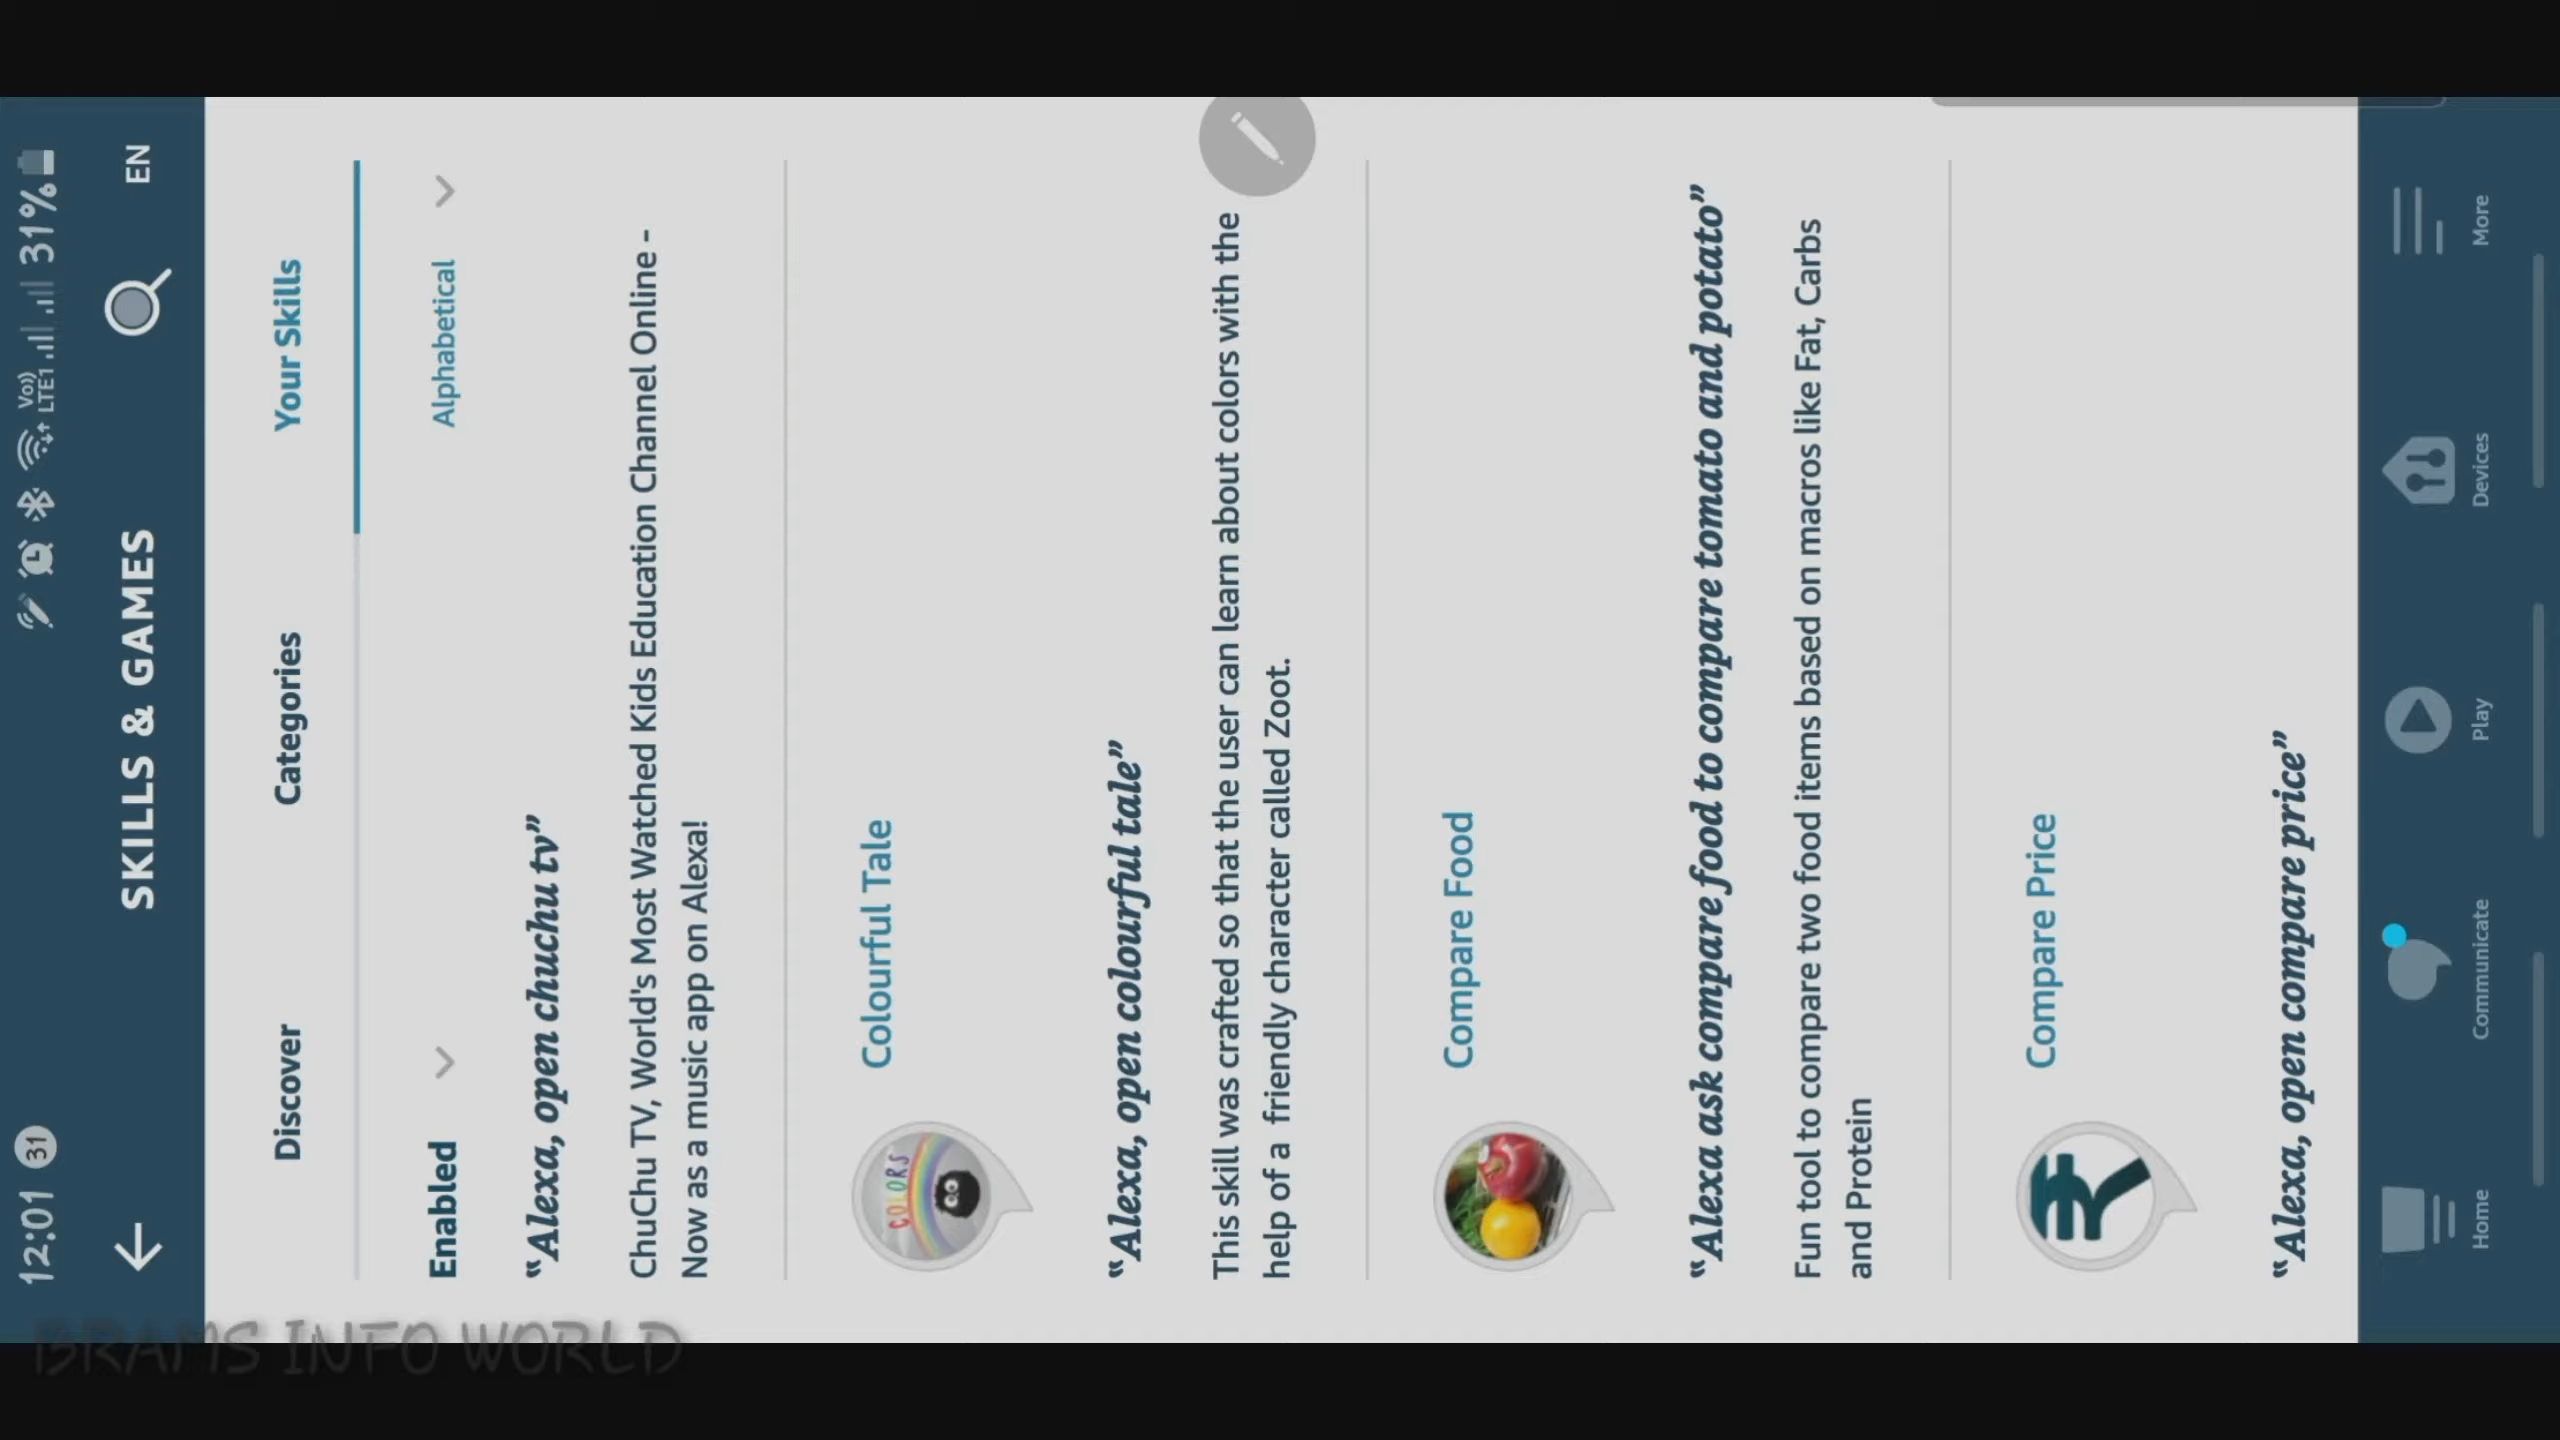 12:01 31 Vo)) LTE1 31%
SKILLS & GAMES EN
Discover Categories Your Skills
Enabled Alphabetical
“Alexa, open chuchu tv”
ChuChu TV, World's Most Watched Kids Education Channel Online -
Now as a music app on Alexa!
COLORS
Colourful Tale
“Alexa, open colourful tale”
This skill was crafted so that the user can learn about colors with the
help of a friendly character called Zoot.
Compare Food
“Alexa ask compare food to compare tomato and potato”
Fun tool to compare two food items based on macros like Fat, Carbs
and Protein
Compare Price
“Alexa, open compare price”
Home Communicate Play Devices More
IBRAMS INFO WORLD